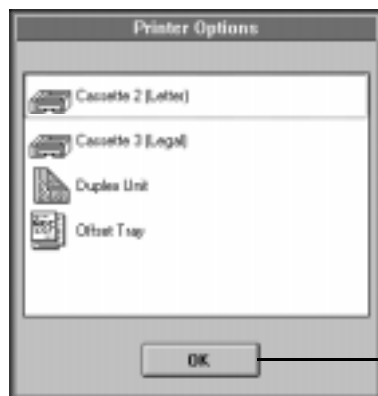 Printer Options
Cassette 2 (Letter)
Cassette 3 (Legal)
Duplex Unit
Offset Tray
OK